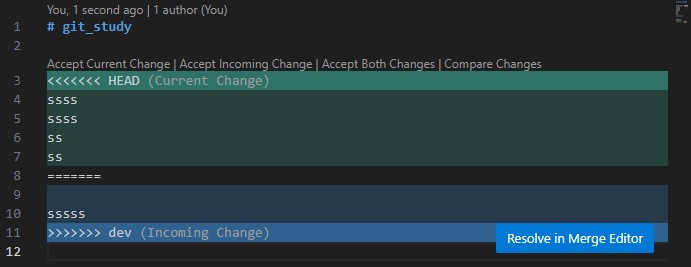 You, 1 second ago | 1 author (You)
1 # git_study
2
Accept Current Change | Accept Incoming Change | Accept Both Changes | Compare Changes
3 <<<<<<< HEAD (Current Change)
4 ssss
5 ssss
6 ss
7 ss
8 =======
9
10 sssss
11 >>>>>>> dev (Incoming Change)
Resolve in Merge Editor
12